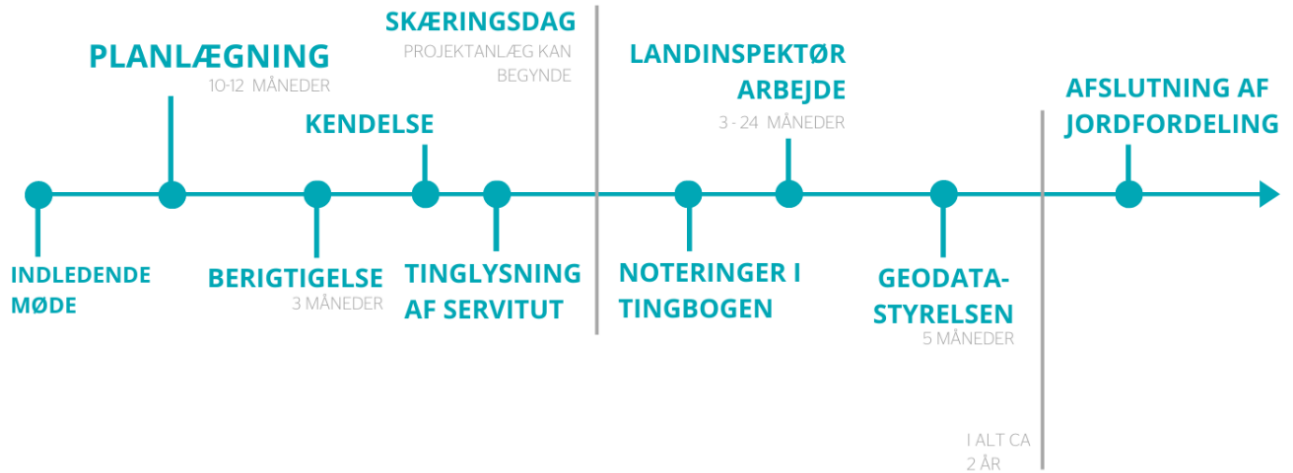 INDLEDENDE
MØDE
PLANLÆGNING
10-12 MÅNEDER
BERIGTIGELSE
3 MÅNEDER
KENDELSE
TINGLYSNING
AF SERVITUT
SKÆRINGSDAG
PROJEKTANLÆG KAN
BEGYNDE
NOTERINGER I
TINGBOGEN
LANDINSPEKTØR
ARBEJDE
3 - 24 MÅNEDER
GEODATA-
STYRELSEN
5 MÅNEDER
I ALT CA
2 ÅR
AFSLUTNING AF
JORDFORDELING